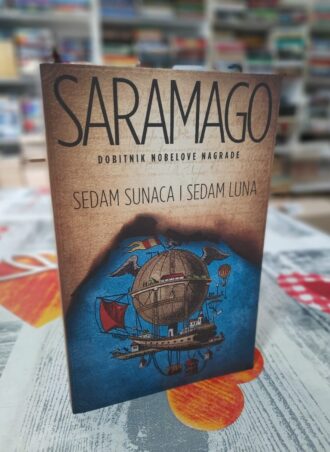 SARAMAGO
DOBITNIK NOBELOVE NAGRADE
SEDAM SUNACA I SEDAM LUNA